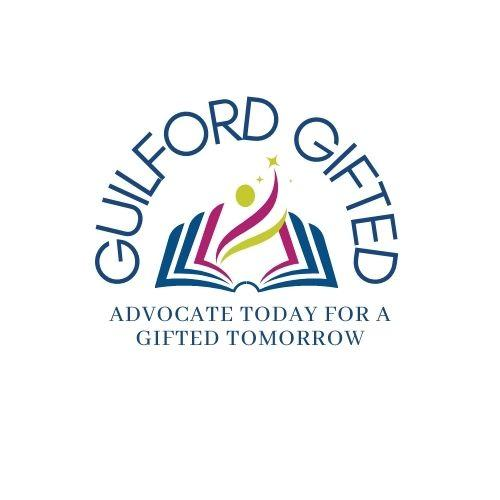 GUILFORD GIFTED
ADVOCATE TODAY FOR A
GIFTED TOMORROW